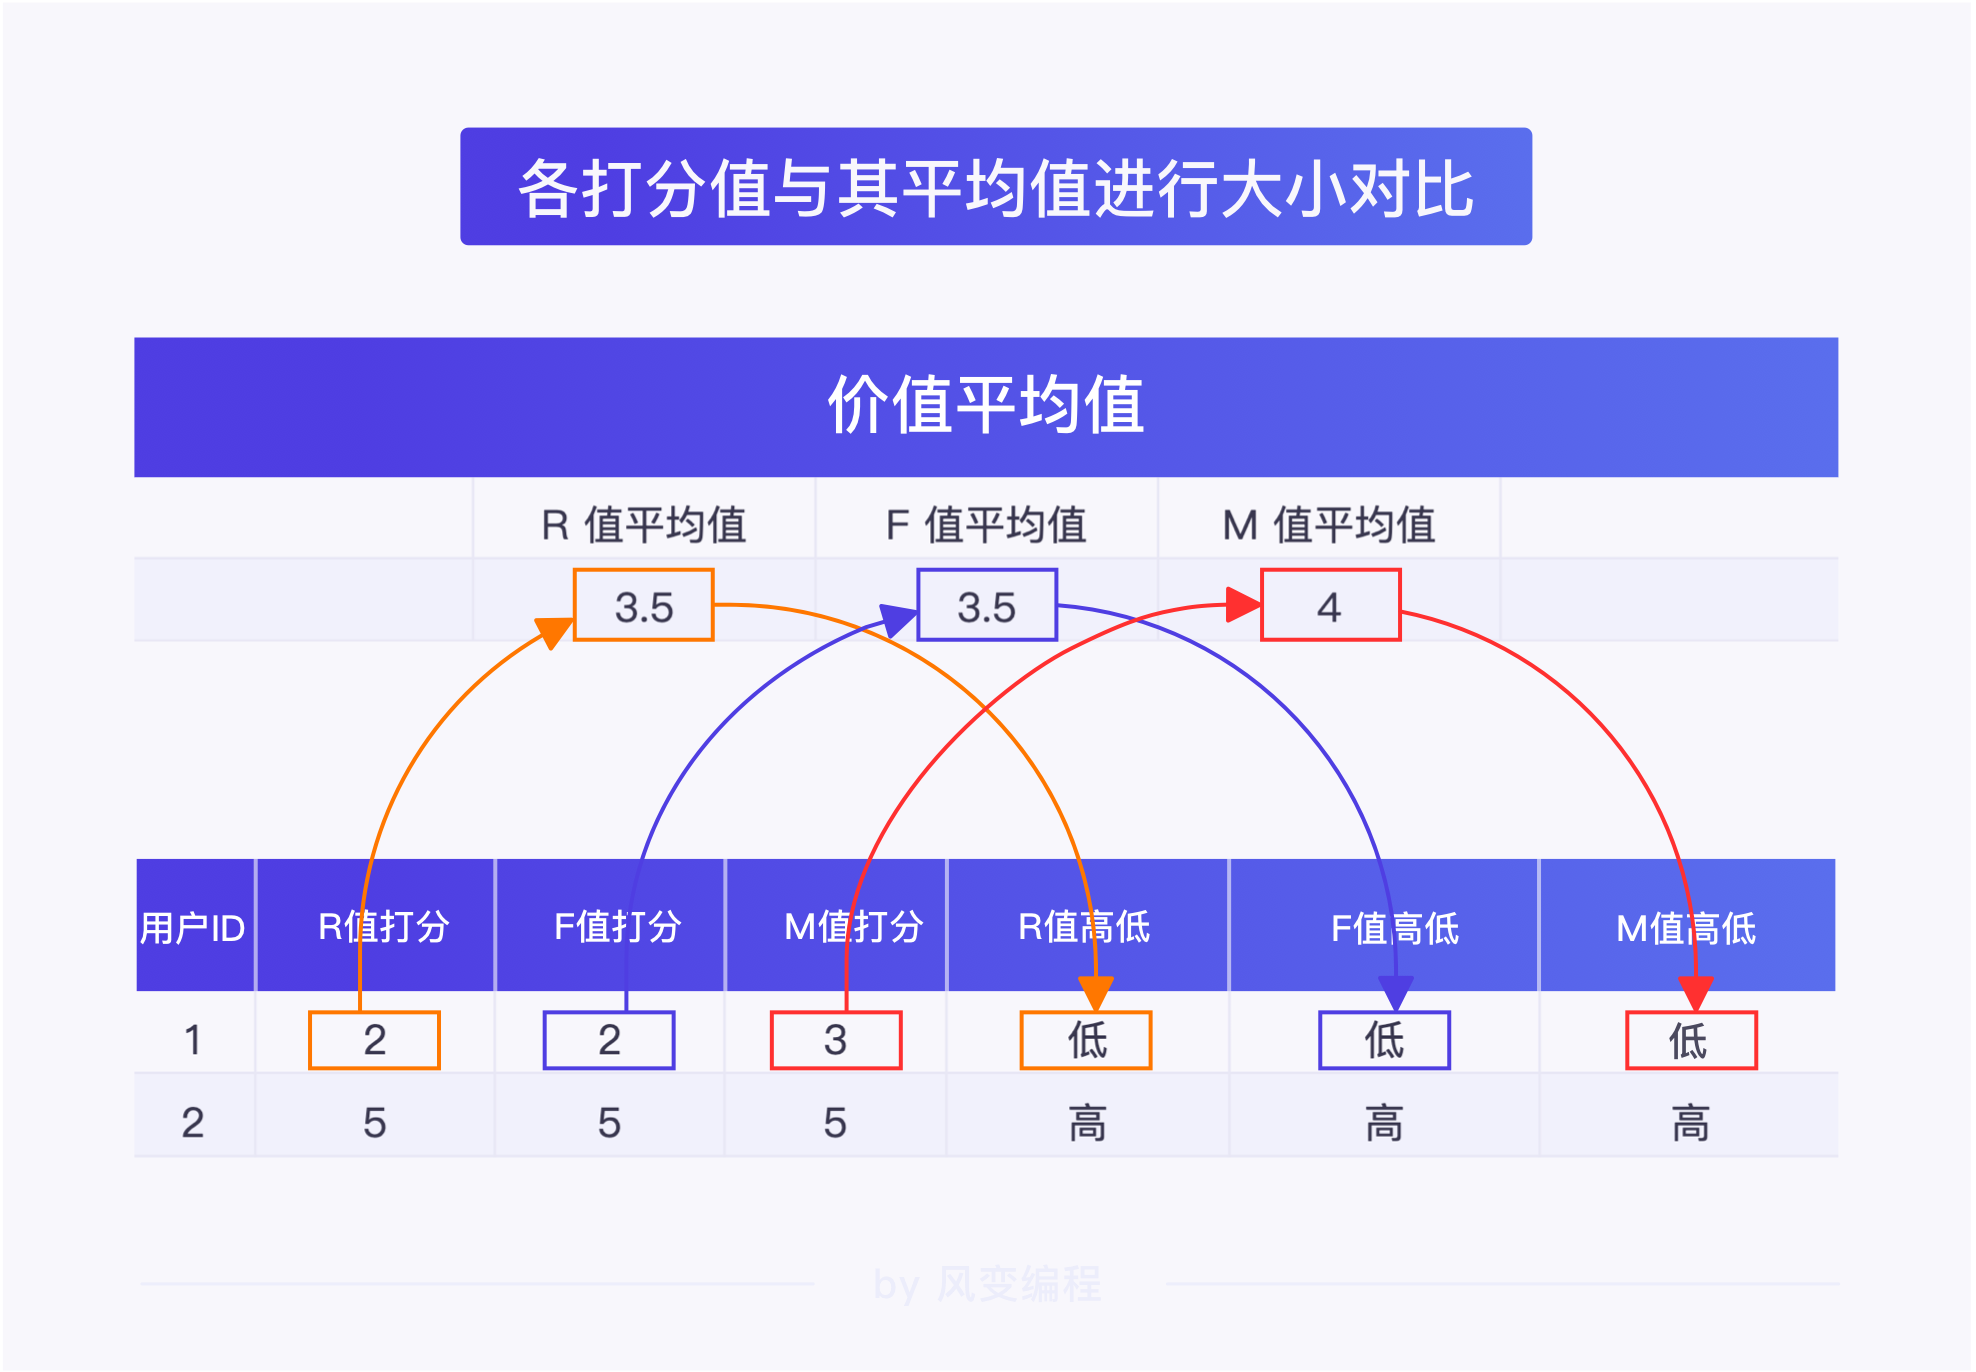 各打分值与其平均值进行大小对比
价值平均值
R 值平均值 F 值平均值 M 值平均值
3.5 3.5 4
用户ID R值打分 F值打分 M值打分 R值高低 F值高低 M值高低
1 2 2 3 低 低 低
2 5 5 5 高 高 高
by 风变编程